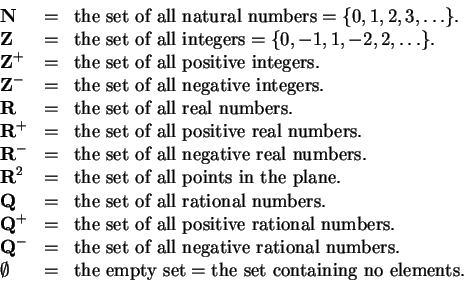 N = the set of all natural numbers = {0, 1, 2, 3, . . .}.
Z = the set of all integers = {0, −1, 1, −2, 2, . . .}.
Z⁺ = the set of all positive integers.
Z⁻ = the set of all negative integers.
R = the set of all real numbers.
R⁺ = the set of all positive real numbers.
R⁻ = the set of all negative real numbers.
R² = the set of all points in the plane.
Q = the set of all rational numbers.
Q⁺ = the set of all positive rational numbers.
Q⁻ = the set of all negative rational numbers.
∅ = the empty set = the set containing no elements.